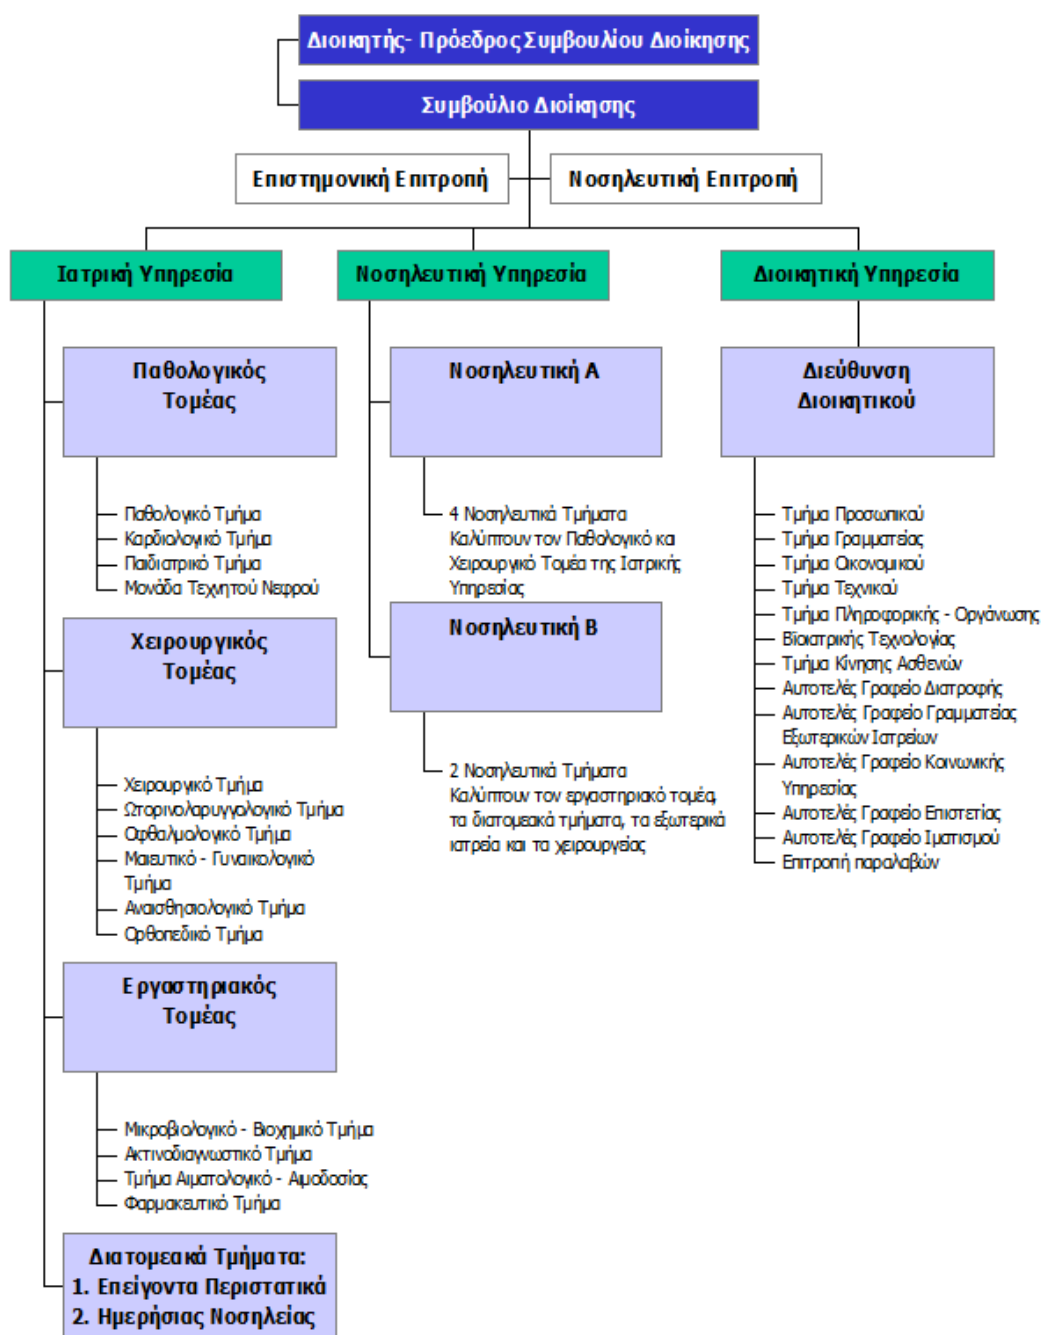 Διοικητής- Πρόεδρος Συμβουλίου Διοίκησης
Συμβούλιο Διοίκησης
Επιστημονική Επιτροπή
Νοσηλευτική Επιτροπή
Ιατρική Υπηρεσία
Νοσηλευτική Υπηρεσία
Διοικητική Υπηρεσία
Παθολογικός
Τομέας
Παθολογικό Τμήμα
Καρδιολογικό Τμήμα
Παιδιατρικό Τμήμα
Μονάδα Τεχνητού Νεφρού
Χειρουργικός
Τομέας
Χειρουργικό Τμήμα
Ωτορινολαρυγγολογικό Τμήμα
Οφθαλμολογικό Τμήμα
Μαιευτικό - Γυναικολογικό
Τμήμα
Αναισθησιολογικό Τμήμα
Ορθοπεδικό Τμήμα
Εργαστηριακός
Τομέας
Μικροβιολογικό - Βιοχημικό Τμήμα
Ακτινοδιαγνωστικό Τμήμα
Τμήμα Αιματολογικό - Αιμοδοσίας
Φαρμακευτικό Τμήμα
Διατομεακά Τμήματα:
1. Επείγοντα Περιστατικά
2. Ημερήσιας Νοσηλείας
Νοσηλευτική Α
4 Νοσηλευτικά Τμήματα
Καλύπτουν τον Παθολογικό και
Χειρουργικό Τομέα της Ιατρικής
Υπηρεσίας
Νοσηλευτική Β
2 Νοσηλευτικά Τμήματα
Καλύπτουν τον εργαστηριακό τομέα,
τα διατομεακά τμήματα, τα εξωτερικά
ιατρεία και τα χειρουργείας
Διεύθυνση
Διοικητικού
Τμήμα Προσωπικού
Τμήμα Γραμματείας
Τμήμα Οικονομικού
Τμήμα Τεχνικού
Τμήμα Πληροφορικής - Οργάνωσης
Βϊοιατρικής Τεχνολογίας
Τμήμα Κίνησης Ασθενών
Αυτοτελές Γραφείο Διατροφής
Αυτοτελές Γραφείο Γραμματείας
Εξωτερικών Ιατρείων
Αυτοτελές Γραφείο Κοινωνικής
Υπηρεσίας
Αυτοτελές Γραφείο Επιστετίας
Αυτοτελές Γραφείο Ιματισμού
Επιτροπή παραλαβών